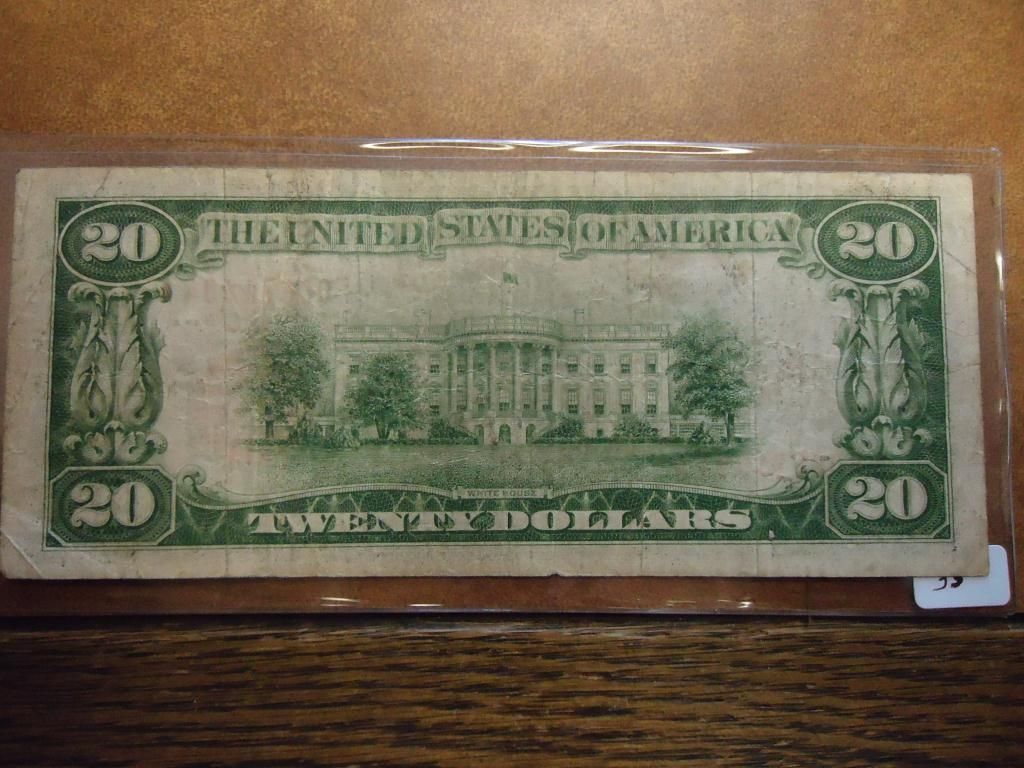 20 THE UNITED STATES OF AMERICA 20
WHITE HOUSE
20 TWENTY DOLLARS 20